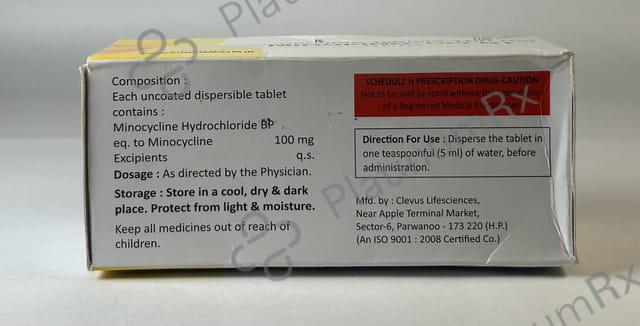 Composition :
Each uncoated dispersible tablet
contains :
Minocycline Hydrochloride BP
eq. to Minocycline 100 mg
Excipients q.s.
Dosage : As directed by the Physician.
Storage : Store in a cool, dry & dark
place. Protect from light & moisture.
Keep all medicines out of reach of
children.
SCHEDULE H PRESCRIPTION DRUG-CAUTION
Not to be sold by retail without the prescription
of a Registered Medical
Direction For Use : Disperse the tablet in
one teaspoonful (5 ml) of water, before
administration.
Mfd. by : Clevus Lifesciences,
Near Apple Terminal Market,
Sector-6, Parwanoo - 173 220 (H.P.)
(An ISO 9001 : 2008 Certified Co.)
PlatinumRx